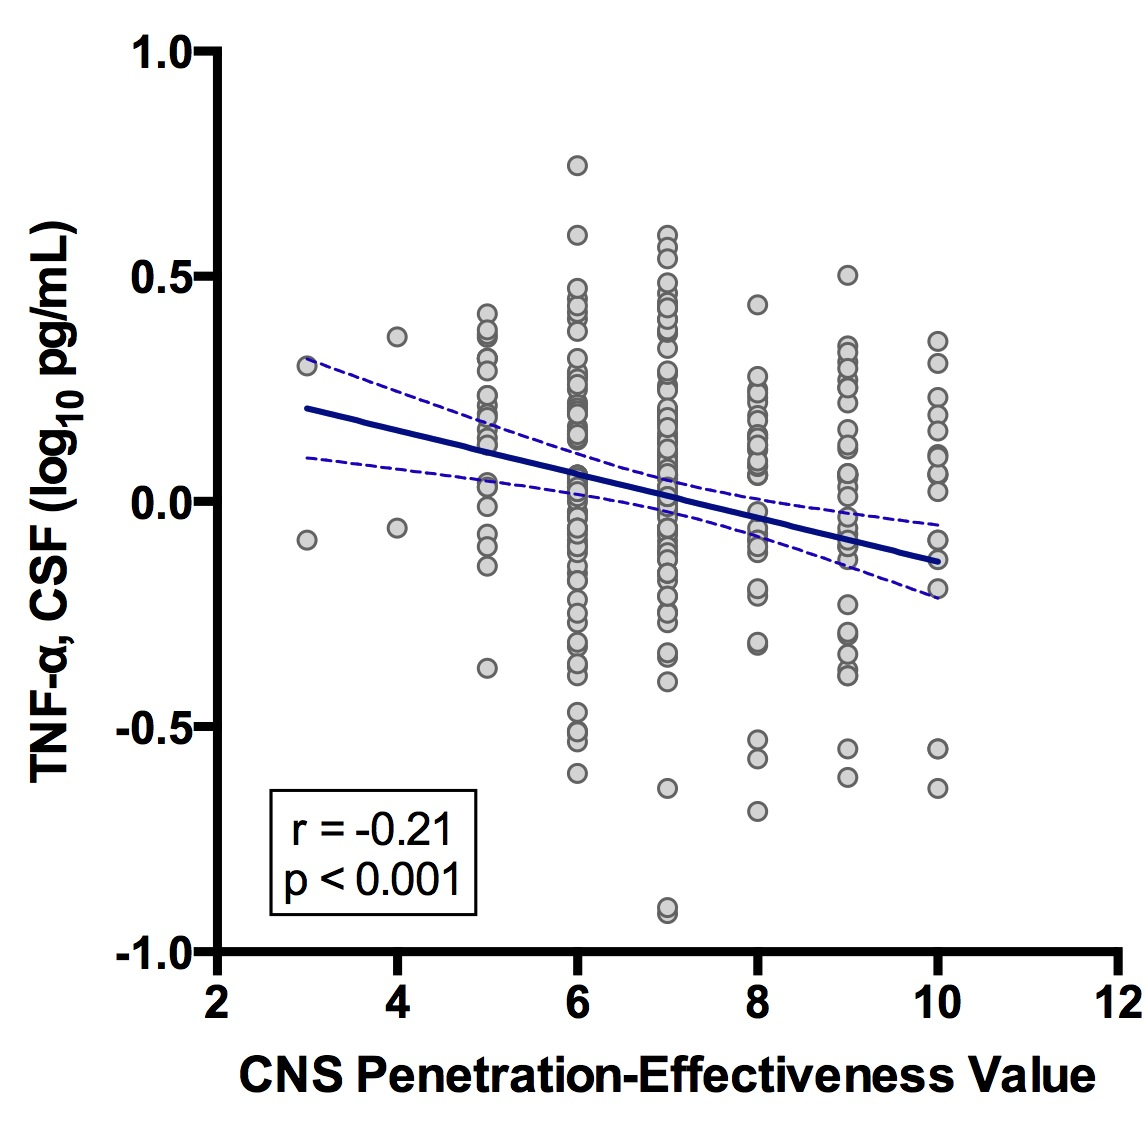 1.0
0.5
0.0
-0.5
-1.0
TNF-α, CSF (log10 pg/mL)
r = -0.21
p < 0.001
2 4 6 8 10 12
CNS Penetration-Effectiveness Value